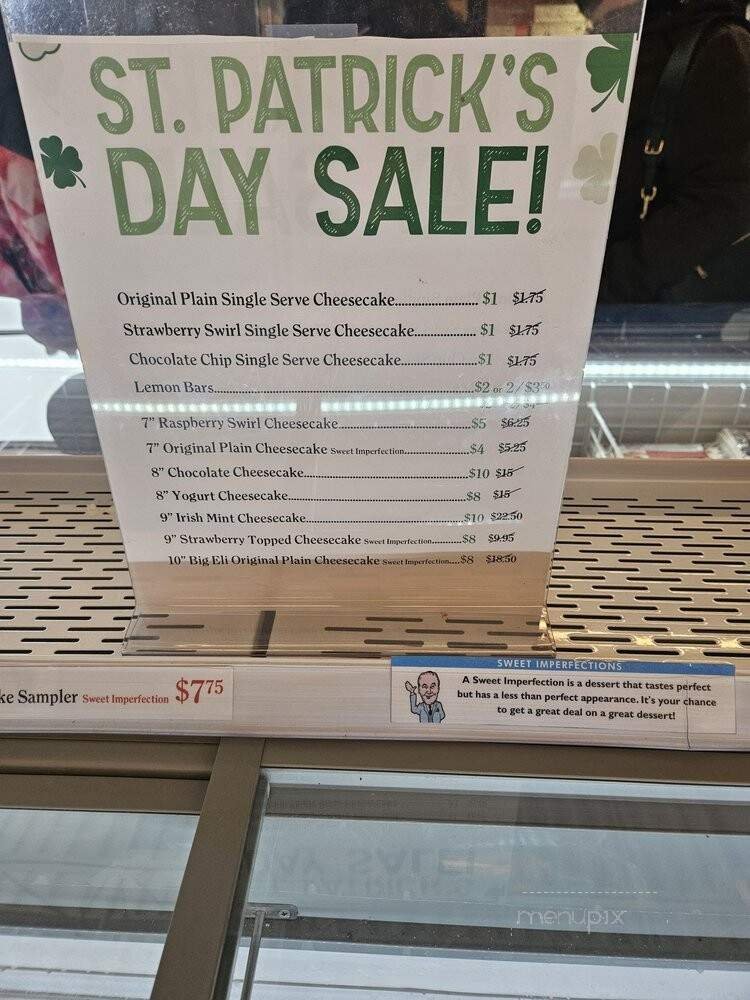 ST. PATRICK'S
DAY SALE!
Original Plain Single Serve Cheesecake........................ $1 $1.75
Strawberry Swirl Single Serve Cheesecake.................. $1 $1.75
Chocolate Chip Single Serve Cheesecake......................$1 $1.75
Lemon Bars......................................................................$2 or 2/$3⁵⁰
7" Raspberry Swirl Cheesecake.......................................$5 $6.25
7" Original Plain Cheesecake Sweet Imperfection...................$4 $5.25
8" Chocolate Cheesecake..................................................$10 $15
8" Yogurt Cheesecake......................................................$8 $15
9" Irish Mint Cheesecake.................................................$10 $22.50
9" Strawberry Topped Cheesecake Sweet Imperfection..........$8 $9.95
10" Big Eli Original Plain Cheesecake Sweet Imperfection....$8 $18.50
ke Sampler Sweet Imperfection $7⁷⁵
SWEET IMPERFECTIONS
A Sweet Imperfection is a dessert that tastes perfect
but has a less than perfect appearance. It's your chance
to get a great deal on a great dessert!
menupix